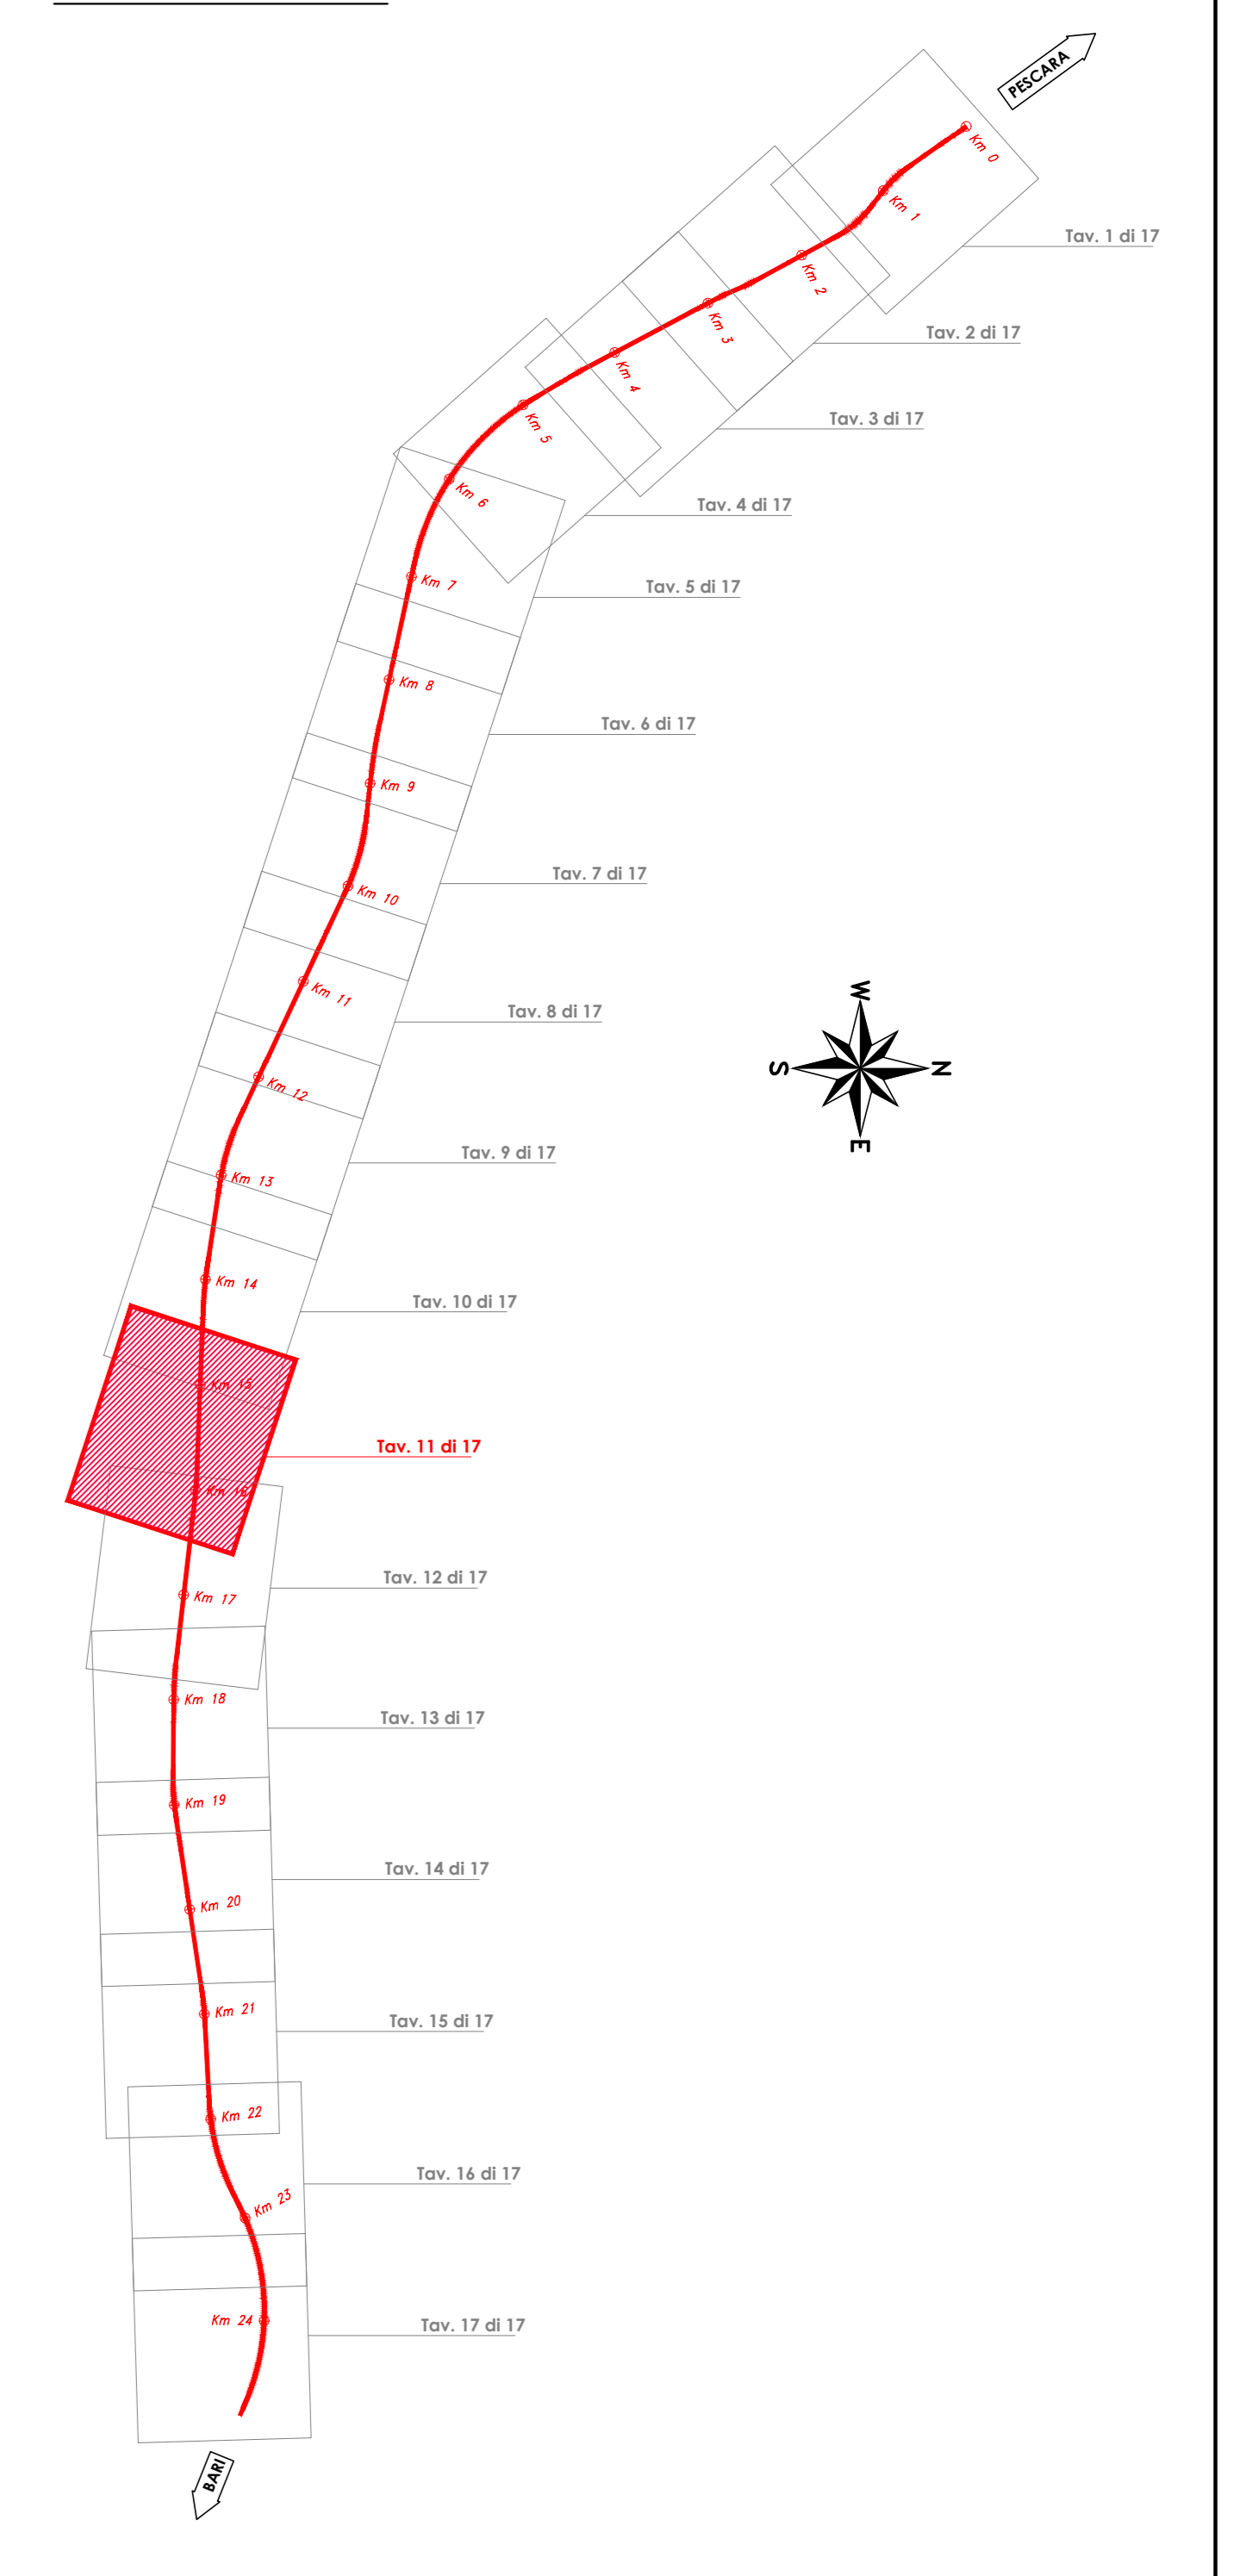 PESCARA
Km 0
Km 1
Tav. 1 di 17
Km 2
Km 3
Tav. 2 di 17
Km 4
Km 5
Tav. 3 di 17
Km 6
Tav. 4 di 17
Km 7
Tav. 5 di 17
Km 8
Tav. 6 di 17
Km 9
Tav. 7 di 17
Km 10
Km 11
W
Tav. 8 di 17
S
N
Km 12
E
Tav. 9 di 17
Km 13
Km 14
Tav. 10 di 17
Km 15
Tav. 11 di 17
Km 16
Tav. 12 di 17
Km 17
Km 18
Tav. 13 di 17
Km 19
Tav. 14 di 17
Km 20
Km 21
Tav. 15 di 17
Km 22
Tav. 16 di 17
Km 23
Km 24
Tav. 17 di 17
BARI